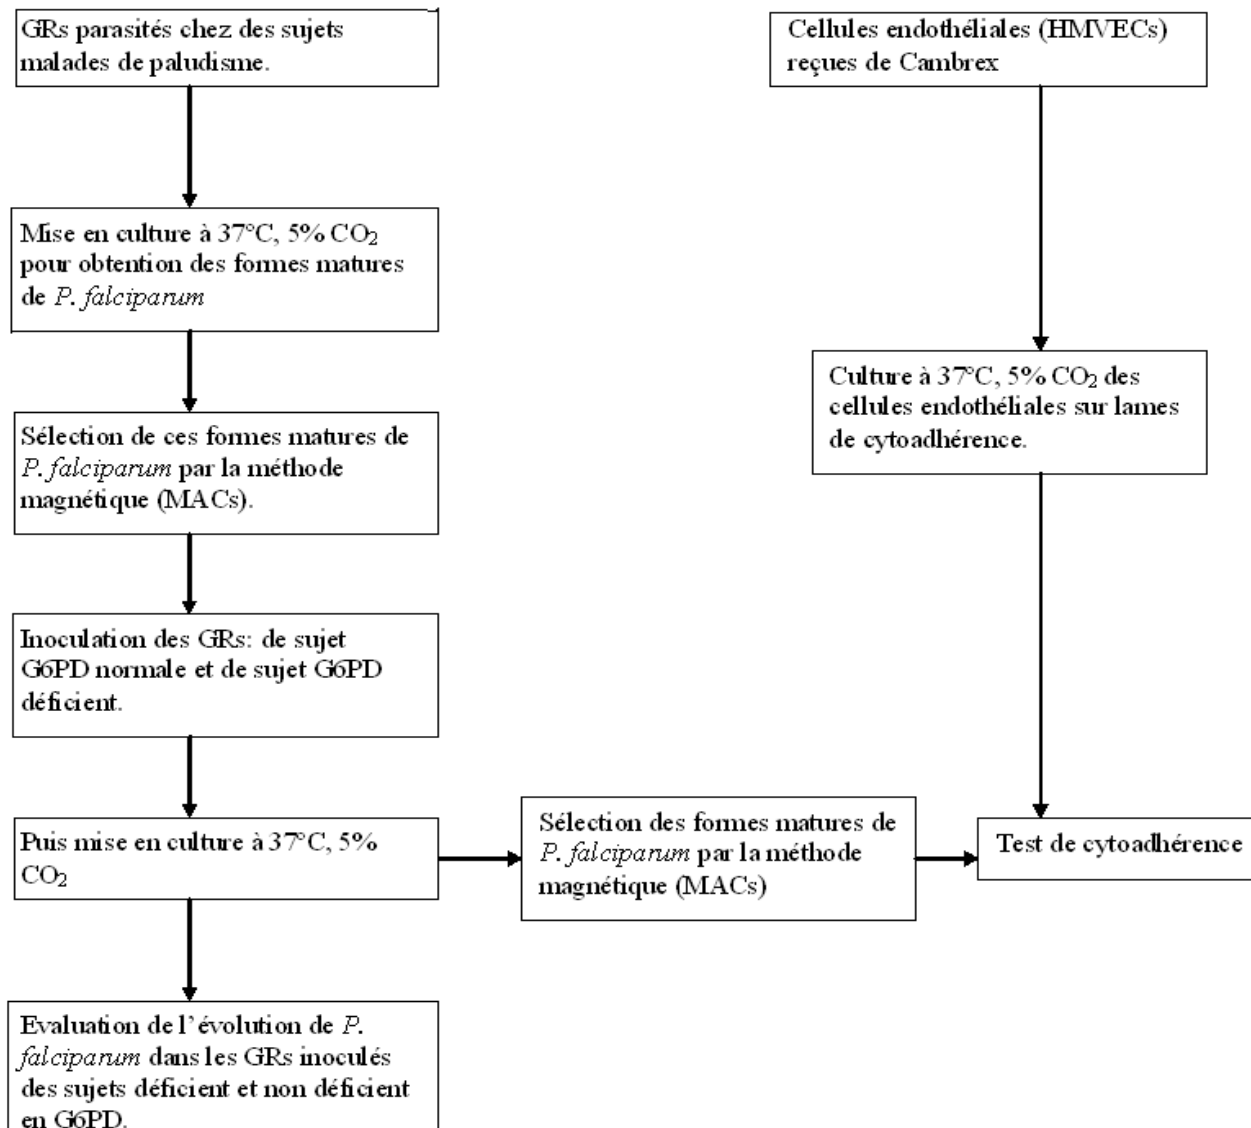 GRs parasités chez des sujets
malades de paludisme.
Cellules endothéliales (HMVECs)
reçues de Cambrex
Mise en culture à 37°C, 5% CO₂
pour obtention des formes matures
de P. falciparum
Culture à 37°C, 5% CO₂ des
cellules endothéliales sur lames
de cytoadhérence.
Sélection de ces formes matures de
P. falciparum par la méthode
magnétique (MACs).
Inoculation des GRs: de sujet
G6PD normale et de sujet G6PD
déficient.
Puis mise en culture à 37°C, 5%
CO₂
Sélection des formes matures de
P. falciparum par la méthode
magnétique (MACs)
Test de cytoadhérence
Evaluation de l’évolution de P.
falciparum dans les GRs inoculés
des sujets déficient et non déficient
en G6PD.